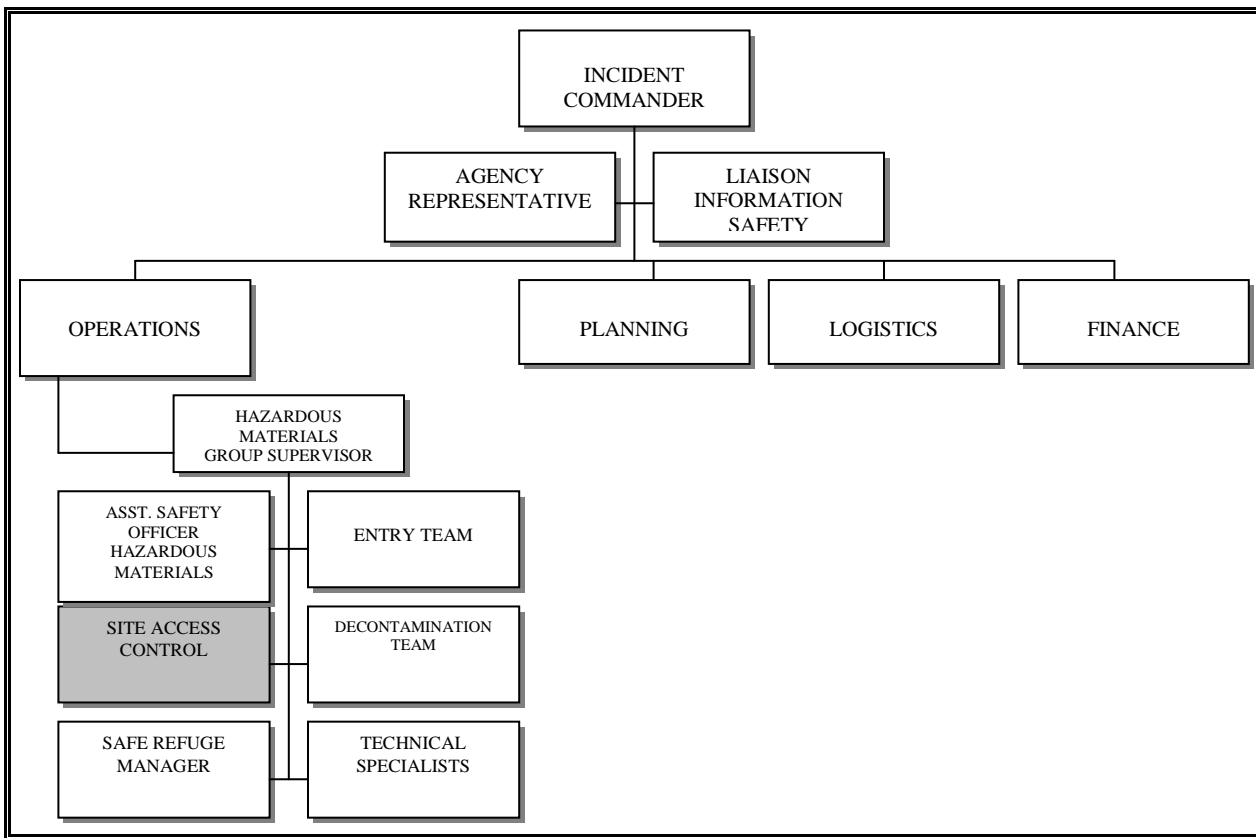 INCIDENT
COMMANDER
AGENCY
REPRESENTATIVE
LIAISON
INFORMATION
SAFETY
OPERATIONS
PLANNING
LOGISTICS
FINANCE
HAZARDOUS
MATERIALS
GROUP SUPERVISOR
ASST. SAFETY
OFFICER
HAZARDOUS
MATERIALS
ENTRY TEAM
SITE ACCESS
CONTROL
DECONTAMINATION
TEAM
SAFE REFUGE
MANAGER
TECHNICAL
SPECIALISTS